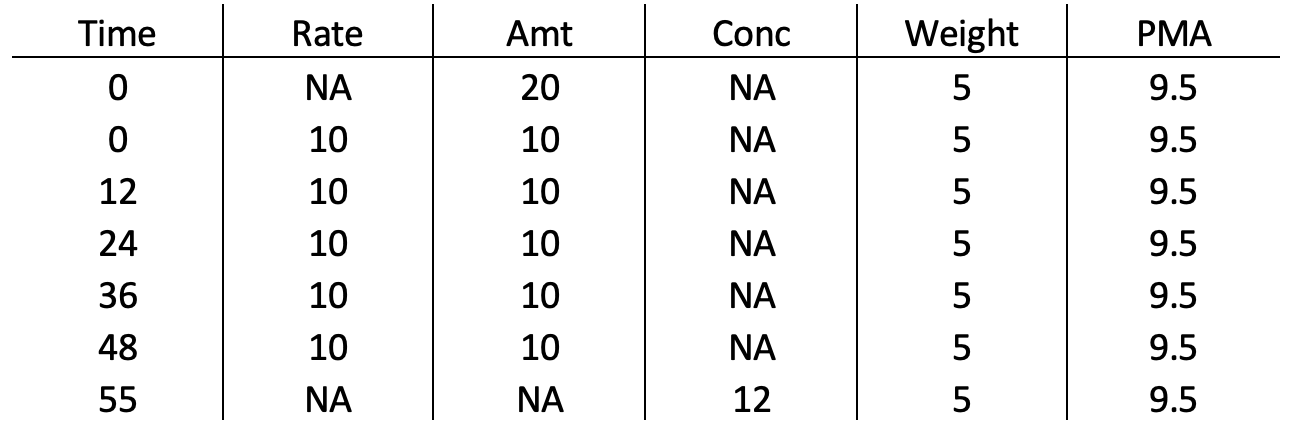 Time Rate Amt Conc Weight PMA
0 NA 20 NA 5 9.5
0 10 10 NA 5 9.5
12 10 10 NA 5 9.5
24 10 10 NA 5 9.5
36 10 10 NA 5 9.5
48 10 10 NA 5 9.5
55 NA NA 12 5 9.5